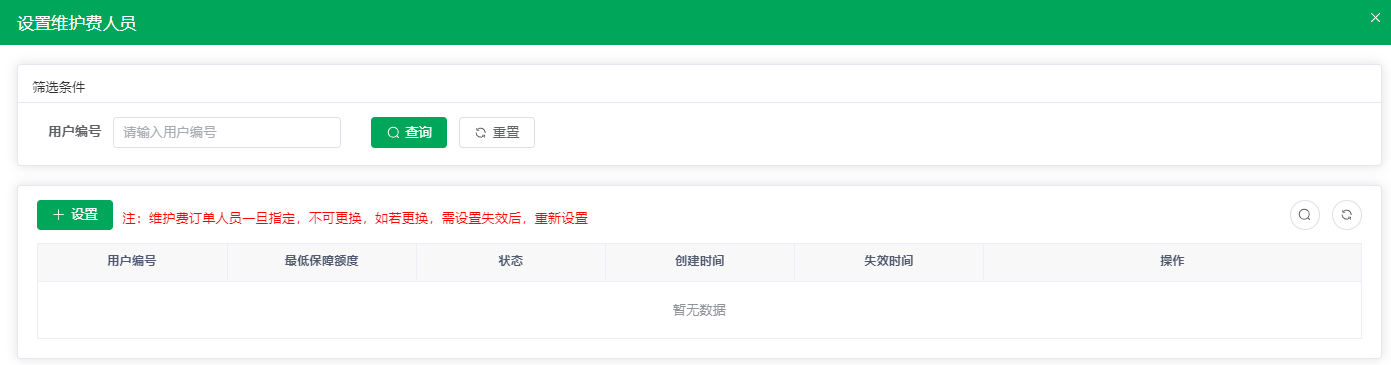 设置维护费人员
筛选条件
用户编号 请输入用户编号 查询 重置
设置 注：维护费订单人员一旦指定，不可更换，如若更换，需设置失效后，重新设置
用户编号 最低保障额度 状态 创建时间 失效时间 操作
暂无数据